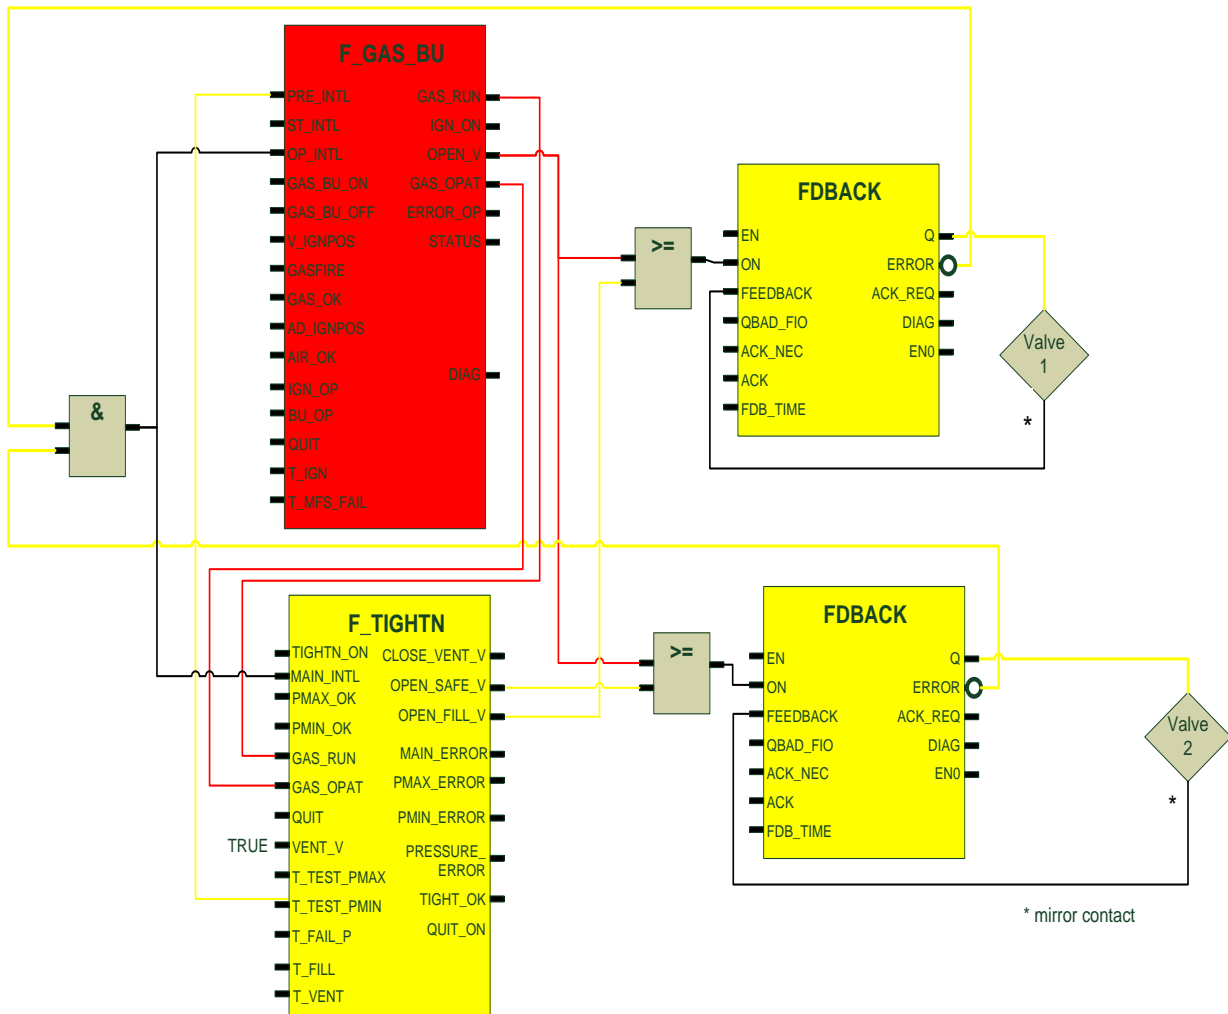 F_GAS_BU
PRE_INTL
ST_INTL
OP_INTL
GAS_BU_ON
GAS_BU_OFF
V_IGNPOS
GASFIRE
GAS_OK
AD_IGNPOS
AIR_OK
IGN_OP
BU_OP
QUIT
T_IGN
T_MFS_FAIL
GAS_RUN
IGN_ON
OPEN_V
GAS_OPAT
ERROR_OP
STATUS
DIAG
&
>=
FDBACK
EN
ON
FEEDBACK
QBAD_FIO
ACK_NEC
ACK
FDB_TIME
Q
ERROR
ACK_REQ
DIAG
EN0
Valve
1
*
F_TIGHTN
TIGHTN_ON
MAIN_INTL
PMAX_OK
PMIN_OK
GAS_RUN
GAS_OPAT
QUIT
TRUE
VENT_V
T_TEST_PMAX
T_TEST_PMIN
T_FAIL_P
T_FILL
T_VENT
CLOSE_VENT_V
OPEN_SAFE_V
OPEN_FILL_V
MAIN_ERROR
PMAX_ERROR
PMIN_ERROR
PRESSURE_
ERROR
TIGHT_OK
QUIT_ON
>=
FDBACK
EN
ON
FEEDBACK
QBAD_FIO
ACK_NEC
ACK
FDB_TIME
Q
ERROR
ACK_REQ
DIAG
EN0
Valve
2
*
* mirror contact